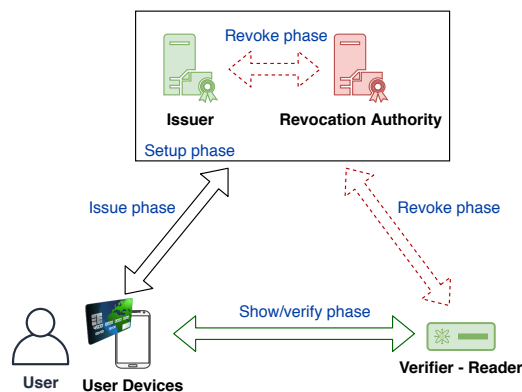 Revoke phase
Issuer
Revocation Authority
Setup phase
Issue phase
Revoke phase
Show/verify phase
User
User Devices
Verifier - Reader